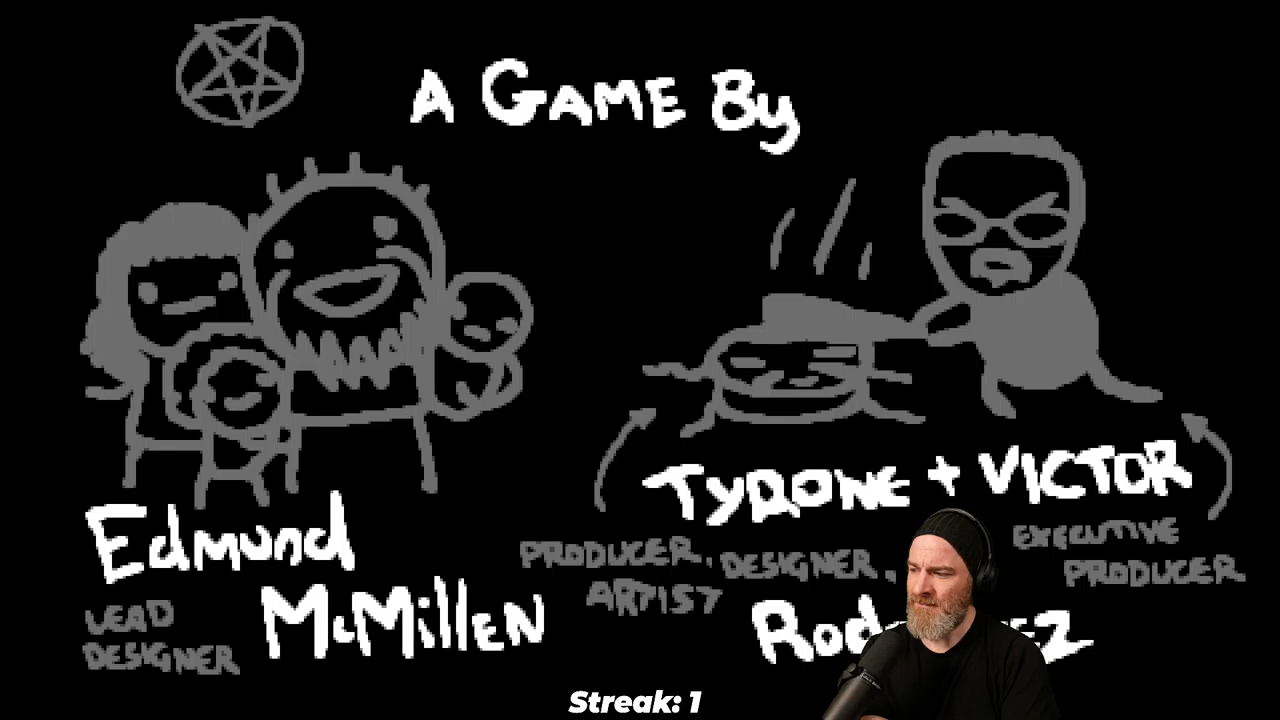 A GAME By
Edmund
McMillEN
LEAD
DESIGNER
TYRONE + VICTOR
PRODUCER, DESIGNER,
ARTIST
EXECUTIVE
PRODUCER
Streak: 1